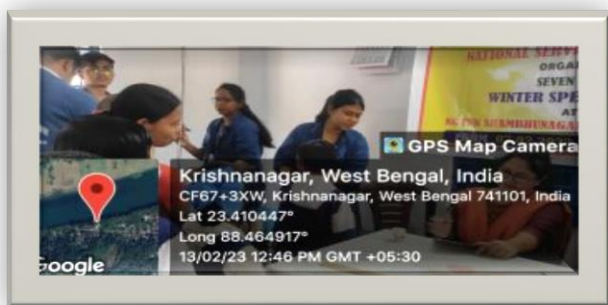 NATIONAL SERV
ORGA
SEVEN
WINTER SPE
AT
GPS Map Camera
Krishnanagar, West Bengal, India
CF67+3XW, Krishnanagar, West Bengal 741101, India
Lat 23.410447°
Long 88.464917°
13/02/23 12:46 PM GMT +05:30
Google